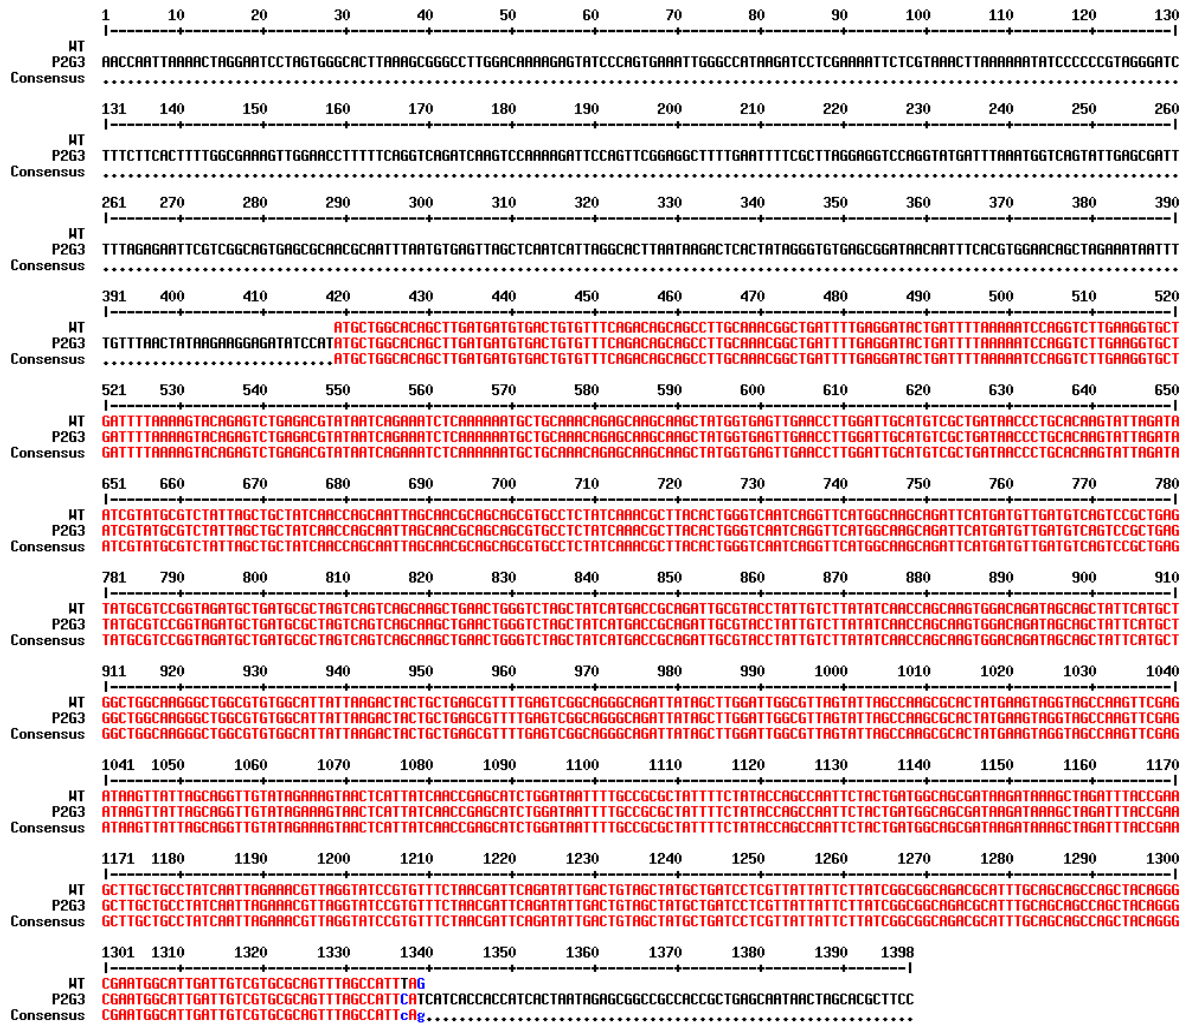 1 10 20 30 40 50 60 70 80 90 100 110 120 130
|--------+---------+---------+---------+---------+---------+---------+---------+---------+---------+---------+---------+---------|
WT
P2G3 AACCAATTAAAACTAGGAATCCTAGTGGGCACTTAAAGCGGGCCTTGGACAAAAGAGTATCCCAGTGAAATTGGGCCATAAGATCCTCGAAAATTCTCGTAAACTTAAAAAATATCCCCCCGTAGGGATC
Consensus ..................................................................................................................................
131 140 150 160 170 180 190 200 210 220 230 240 250 260
|--------+---------+---------+---------+---------+---------+---------+---------+---------+---------+---------+---------+---------|
WT
P2G3 TTTCTTCACTTTTGGCGAAAGTTGGAACCTTTTTCAGGTCAGATCAAGTCCAAAAGATTCCAGTTCGGAGGCTTTTGAATTTTCGCTTAGGAGGTCCAGGTATGATTTAAATGGTCAGTATTGAGCGATT
Consensus ..................................................................................................................................
261 270 280 290 300 310 320 330 340 350 360 370 380 390
|--------+---------+---------+---------+---------+---------+---------+---------+---------+---------+---------+---------+---------|
WT
P2G3 TTTAGAGAATTCGTCGGCAGTGAGCGCAACGCAATTTAATGTGAGTTAGCTCAATCATTAGGCACTTAATAAGACTCACTATAGGGTGTGAGCGGATAACAATTTCACGTGGAACAGCTAGAAATAATTT
Consensus ..................................................................................................................................
391 400 410 420 430 440 450 460 470 480 490 500 510 520
|--------+---------+---------+---------+---------+---------+---------+---------+---------+---------+---------+---------+---------|
WT ATGCTGGCACAGCTTGATGATGTGACTGTGTTTCAGACAGCAGCCTTGCAAACGGCTGATTTTGAGGATACTGATTTTAAAAATCCAGGTCTTGAAGGTGCT
P2G3 TGTTTAACTATAAGAAGGAGATATCCATATGCTGGCACAGCTTGATGATGTGACTGTGTTTCAGACAGCAGCCTTGCAAACGGCTGATTTTGAGGATACTGATTTTAAAAATCCAGGTCTTGAAGGTGCT
Consensus ............................ATGCTGGCACAGCTTGATGATGTGACTGTGTTTCAGACAGCAGCCTTGCAAACGGCTGATTTTGAGGATACTGATTTTAAAAATCCAGGTCTTGAAGGTGCT
521 530 540 550 560 570 580 590 600 610 620 630 640 650
|--------+---------+---------+---------+---------+---------+---------+---------+---------+---------+---------+---------+---------|
WT GATTTTAAAAGTACAGAGTCTGAGACGTATAATCAGAAATCTCAAAAAATGCTGCAAACAGAGCAAGCAAGCTATGGTGAGTTGAACCTTGGATTGCATGTCGCTGATAACCCTGCACAAGTATTAGATA
P2G3 GATTTTAAAAGTACAGAGTCTGAGACGTATAATCAGAAATCTCAAAAAATGCTGCAAACAGAGCAAGCAAGCTATGGTGAGTTGAACCTTGGATTGCATGTCGCTGATAACCCTGCACAAGTATTAGATA
Consensus GATTTTAAAAGTACAGAGTCTGAGACGTATAATCAGAAATCTCAAAAAATGCTGCAAACAGAGCAAGCAAGCTATGGTGAGTTGAACCTTGGATTGCATGTCGCTGATAACCCTGCACAAGTATTAGATA
651 660 670 680 690 700 710 720 730 740 750 760 770 780
|--------+---------+---------+---------+---------+---------+---------+---------+---------+---------+---------+---------+---------|
WT ATCGTATGCGTCTATTAGCTGCTATCAACCAGCAATTAGCAACGCAGCAGCGTGCCTCTATCAAACGCTTACACTGGGTCAATCAGGTTCATGGCAAGCAGATTCATGATGTTGATGTCAGTCCGCTGAG
P2G3 ATCGTATGCGTCTATTAGCTGCTATCAACCAGCAATTAGCAACGCAGCAGCGTGCCTCTATCAAACGCTTACACTGGGTCAATCAGGTTCATGGCAAGCAGATTCATGATGTTGATGTCAGTCCGCTGAG
Consensus ATCGTATGCGTCTATTAGCTGCTATCAACCAGCAATTAGCAACGCAGCAGCGTGCCTCTATCAAACGCTTACACTGGGTCAATCAGGTTCATGGCAAGCAGATTCATGATGTTGATGTCAGTCCGCTGAG
781 790 800 810 820 830 840 850 860 870 880 890 900 910
|--------+---------+---------+---------+---------+---------+---------+---------+---------+---------+---------+---------+---------|
WT TATGCGTCCGGTAGATGCTGATGCGCTAGTCAGTCAGCAAGCTGAACTGGGTCTAGCTATCATGACCGCAGATTGCGTACCTATTGTCTTATATCAACCAGCAAGTGGACAGATAGCAGCTATTCATGCT
P2G3 TATGCGTCCGGTAGATGCTGATGCGCTAGTCAGTCAGCAAGCTGAACTGGGTCTAGCTATCATGACCGCAGATTGCGTACCTATTGTCTTATATCAACCAGCAAGTGGACAGATAGCAGCTATTCATGCT
Consensus TATGCGTCCGGTAGATGCTGATGCGCTAGTCAGTCAGCAAGCTGAACTGGGTCTAGCTATCATGACCGCAGATTGCGTACCTATTGTCTTATATCAACCAGCAAGTGGACAGATAGCAGCTATTCATGCT
911 920 930 940 950 960 970 980 990 1000 1010 1020 1030 1040
|--------+---------+---------+---------+---------+---------+---------+---------+---------+---------+---------+---------+---------|
WT GGCTGGCAAGGGCTGGCGTGTGGCATTATTAAGACTACTGCTGAGCGTTTTGAGTCGGCAGGGCAGATTATAGCTTGGATTGGCGTTAGTATTAGCCAAGCGCACTATGAAGTAGGTAGCCAAGTTCGAG
P2G3 GGCTGGCAAGGGCTGGCGTGTGGCATTATTAAGACTACTGCTGAGCGTTTTGAGTCGGCAGGGCAGATTATAGCTTGGATTGGCGTTAGTATTAGCCAAGCGCACTATGAAGTAGGTAGCCAAGTTCGAG
Consensus GGCTGGCAAGGGCTGGCGTGTGGCATTATTAAGACTACTGCTGAGCGTTTTGAGTCGGCAGGGCAGATTATAGCTTGGATTGGCGTTAGTATTAGCCAAGCGCACTATGAAGTAGGTAGCCAAGTTCGAG
1041 1050 1060 1070 1080 1090 1100 1110 1120 1130 1140 1150 1160 1170
|--------+---------+---------+---------+---------+---------+---------+---------+---------+---------+---------+---------+---------|
WT ATAAGTTATTAGCAGGTTGTATAGAAAGTAACTCATTATCAACCGAGCATCTGGATAATTTTGCCGCGCTATTTTCTATACCAGCCAATTCTACTGATGGCAGCGATAAGATAAAGCTAGATTTACCGAA
P2G3 ATAAGTTATTAGCAGGTTGTATAGAAAGTAACTCATTATCAACCGAGCATCTGGATAATTTTGCCGCGCTATTTTCTATACCAGCCAATTCTACTGATGGCAGCGATAAGATAAAGCTAGATTTACCGAA
Consensus ATAAGTTATTAGCAGGTTGTATAGAAAGTAACTCATTATCAACCGAGCATCTGGATAATTTTGCCGCGCTATTTTCTATACCAGCCAATTCTACTGATGGCAGCGATAAGATAAAGCTAGATTTACCGAA
1171 1180 1190 1200 1210 1220 1230 1240 1250 1260 1270 1280 1290 1300
|--------+---------+---------+---------+---------+---------+---------+---------+---------+---------+---------+---------+---------|
WT GCTTGCTGCCTATCAATTAGAAACGTTAGGTATCCGTGTTTCTAACGATTCAGATATTGACTGTAGCTATGCTGATCCTCGTTATTATTCTTATCGGCGGCAGACGCATTTGCAGCAGCCAGCTACAGGG
P2G3 GCTTGCTGCCTATCAATTAGAAACGTTAGGTATCCGTGTTTCTAACGATTCAGATATTGACTGTAGCTATGCTGATCCTCGTTATTATTCTTATCGGCGGCAGACGCATTTGCAGCAGCCAGCTACAGGG
Consensus GCTTGCTGCCTATCAATTAGAAACGTTAGGTATCCGTGTTTCTAACGATTCAGATATTGACTGTAGCTATGCTGATCCTCGTTATTATTCTTATCGGCGGCAGACGCATTTGCAGCAGCCAGCTACAGGG
1301 1310 1320 1330 1340 1350 1360 1370 1380 1390 1398
|--------+---------+---------+---------+---------+---------+---------+---------+---------+-------|
WT CGAATGGCATTGATTGTCGTGCGCAGTTTAGCCATTTAG
P2G3 CGAATGGCATTGATTGTCGTGCGCAGTTTAGCCATTCATCATCACCACCATCACTAATAGAGCGGCCGCCACCGCTGAGCAATAACTAGCACGCTTCC
Consensus CGAATGGCATTGATTGTCGTGCGCAGTTTAGCCATTcAg...........................................................